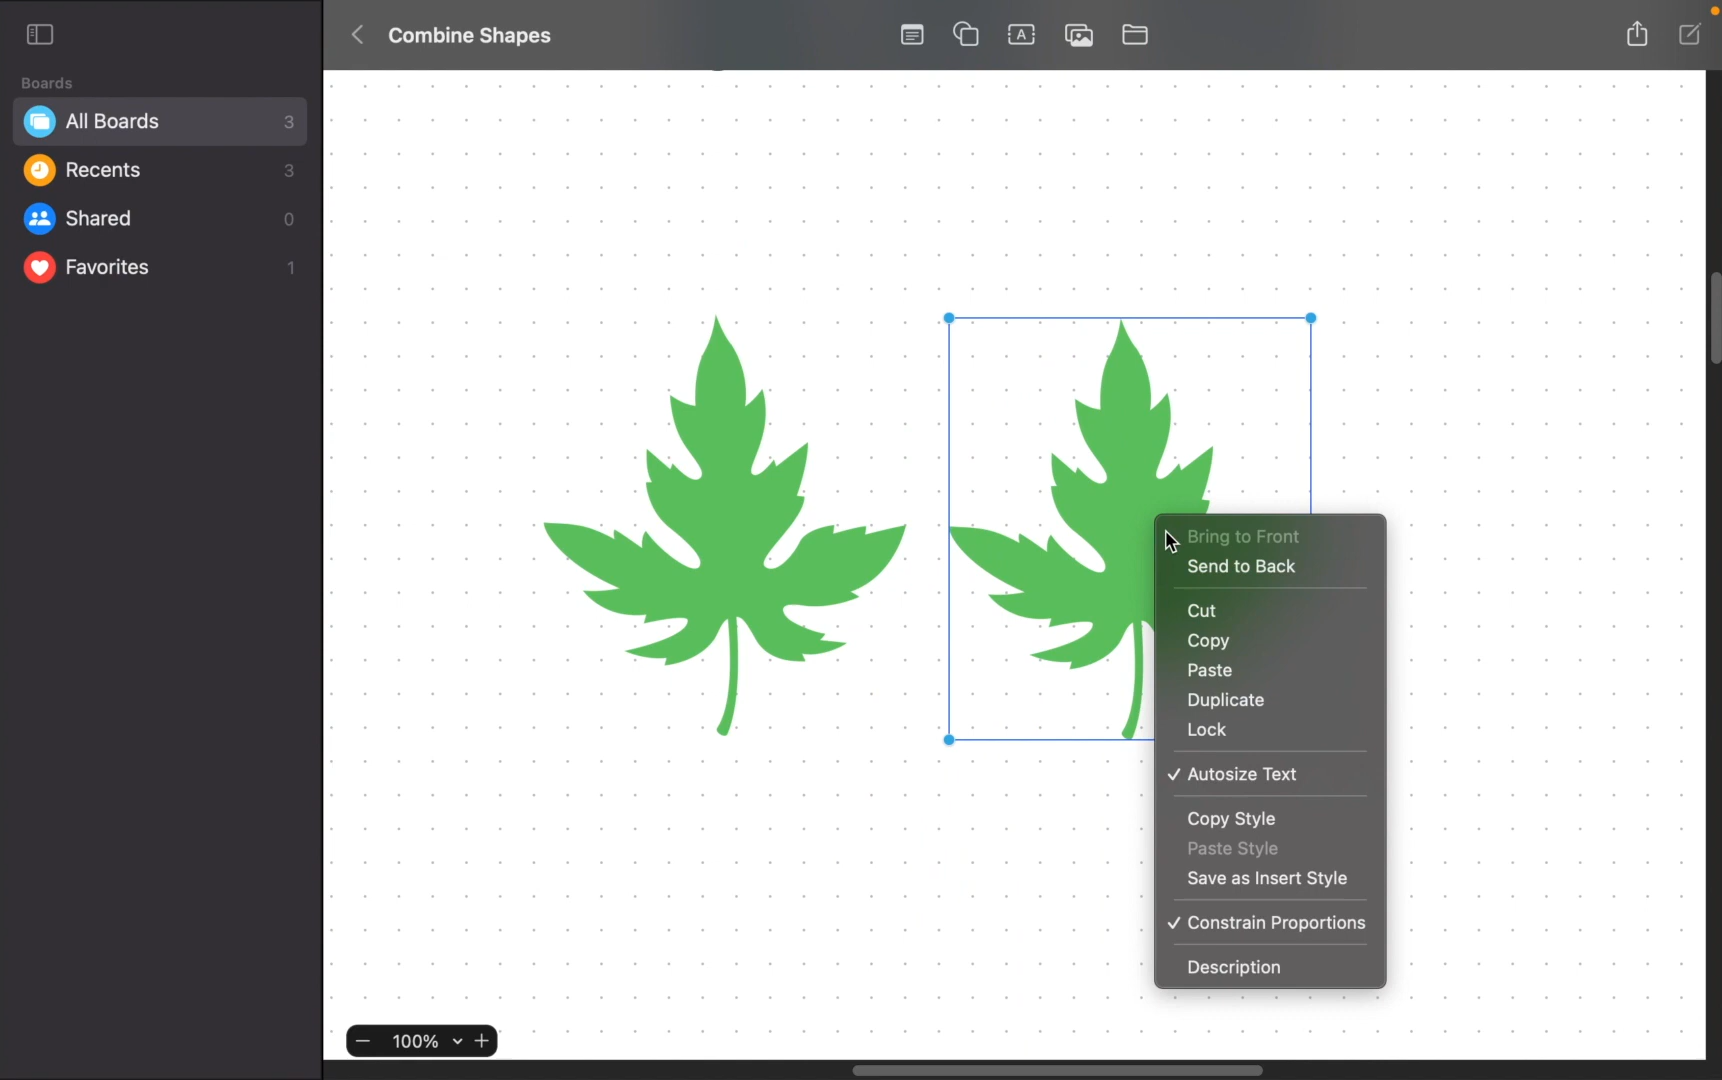 Combine Shapes
A
Boards
All Boards 3
Recents 3
Shared 0
Favorites 1
Bring to Front
Send to Back
Cut
Copy
Paste
Duplicate
Lock
✓ Autosize Text
Copy Style
Paste Style
Save as Insert Style
✓ Constrain Proportions
Description
100%